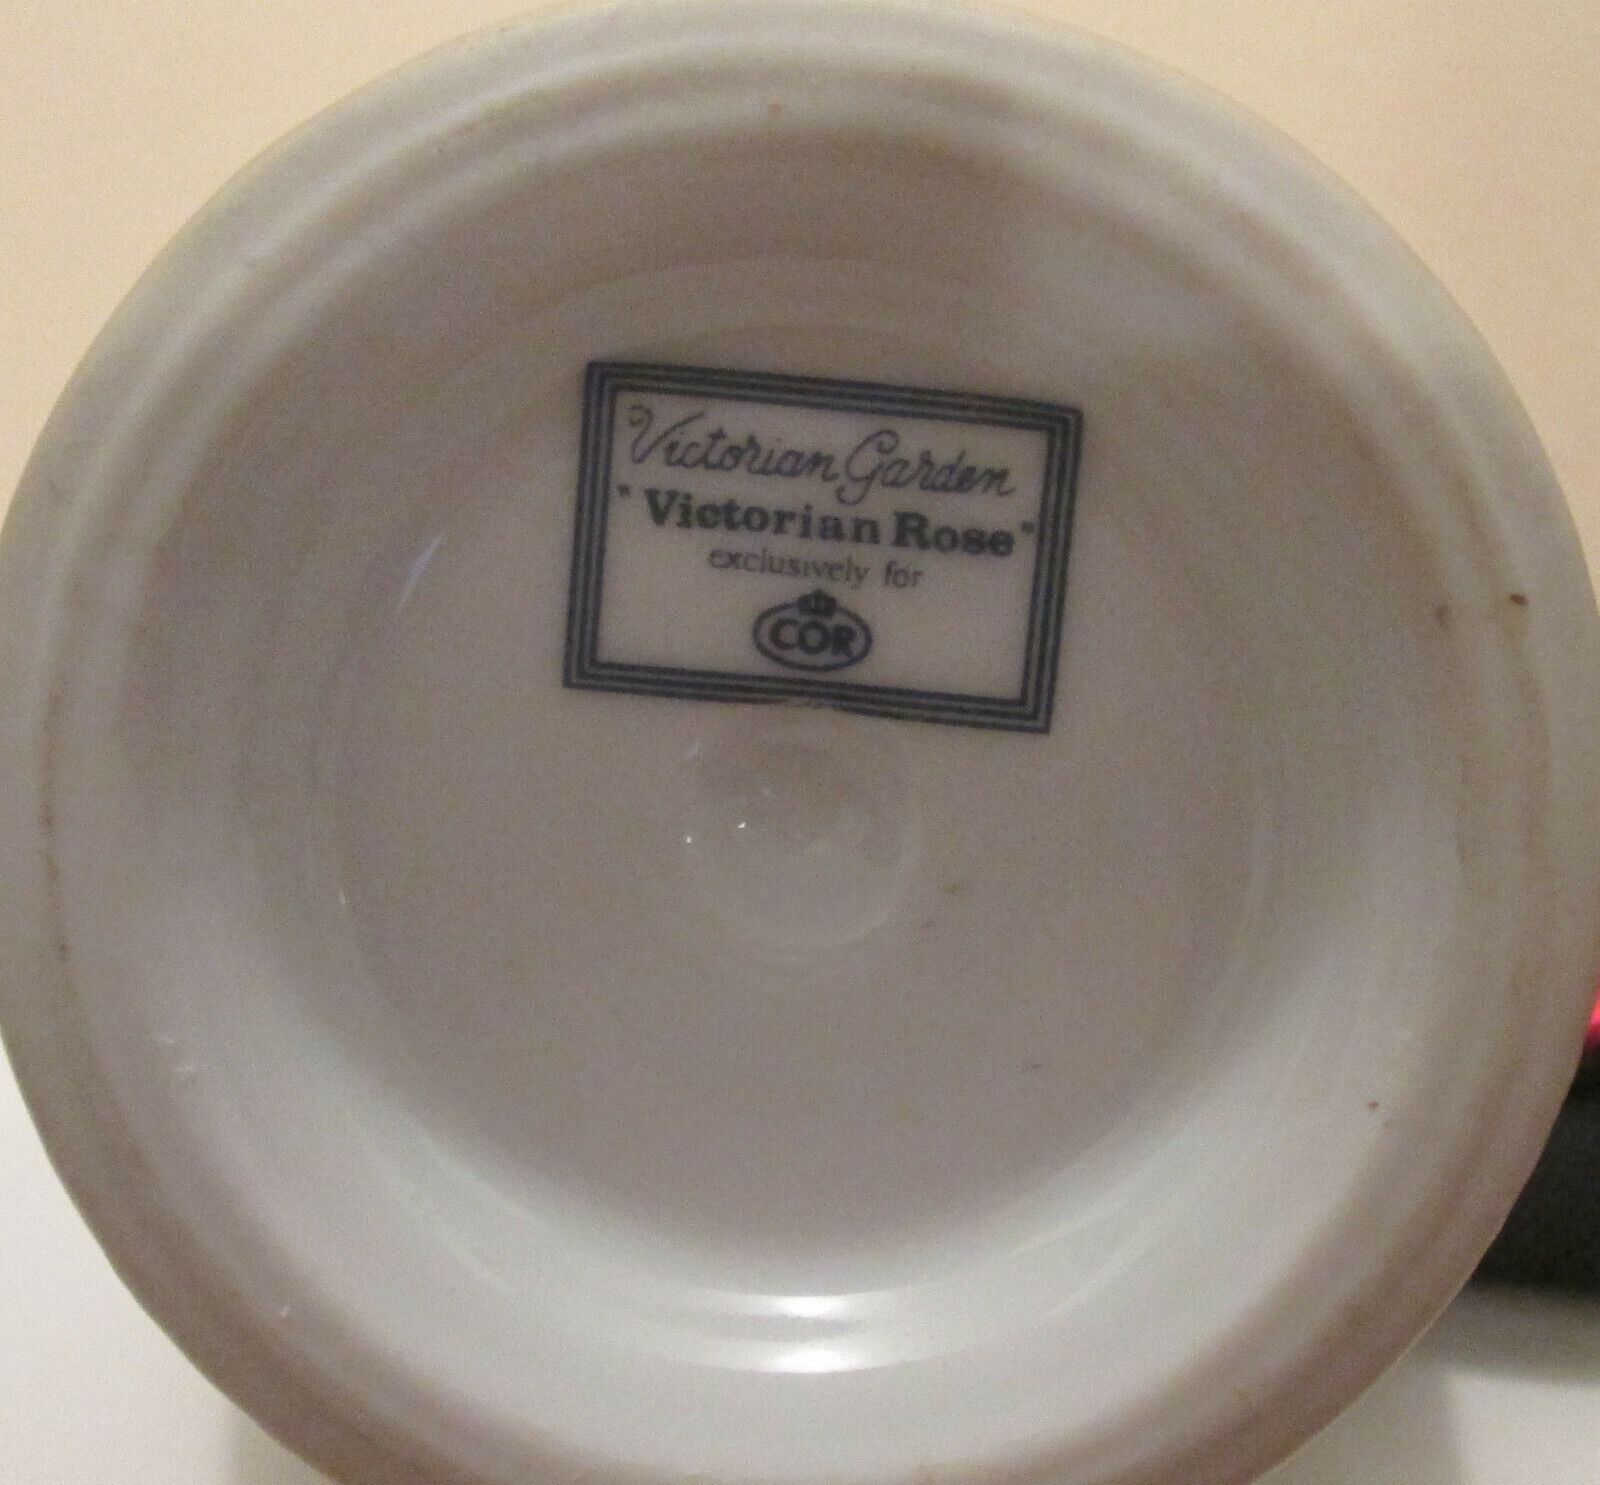 Victorian Garden
"Victorian Rose"
exclusively for
COR